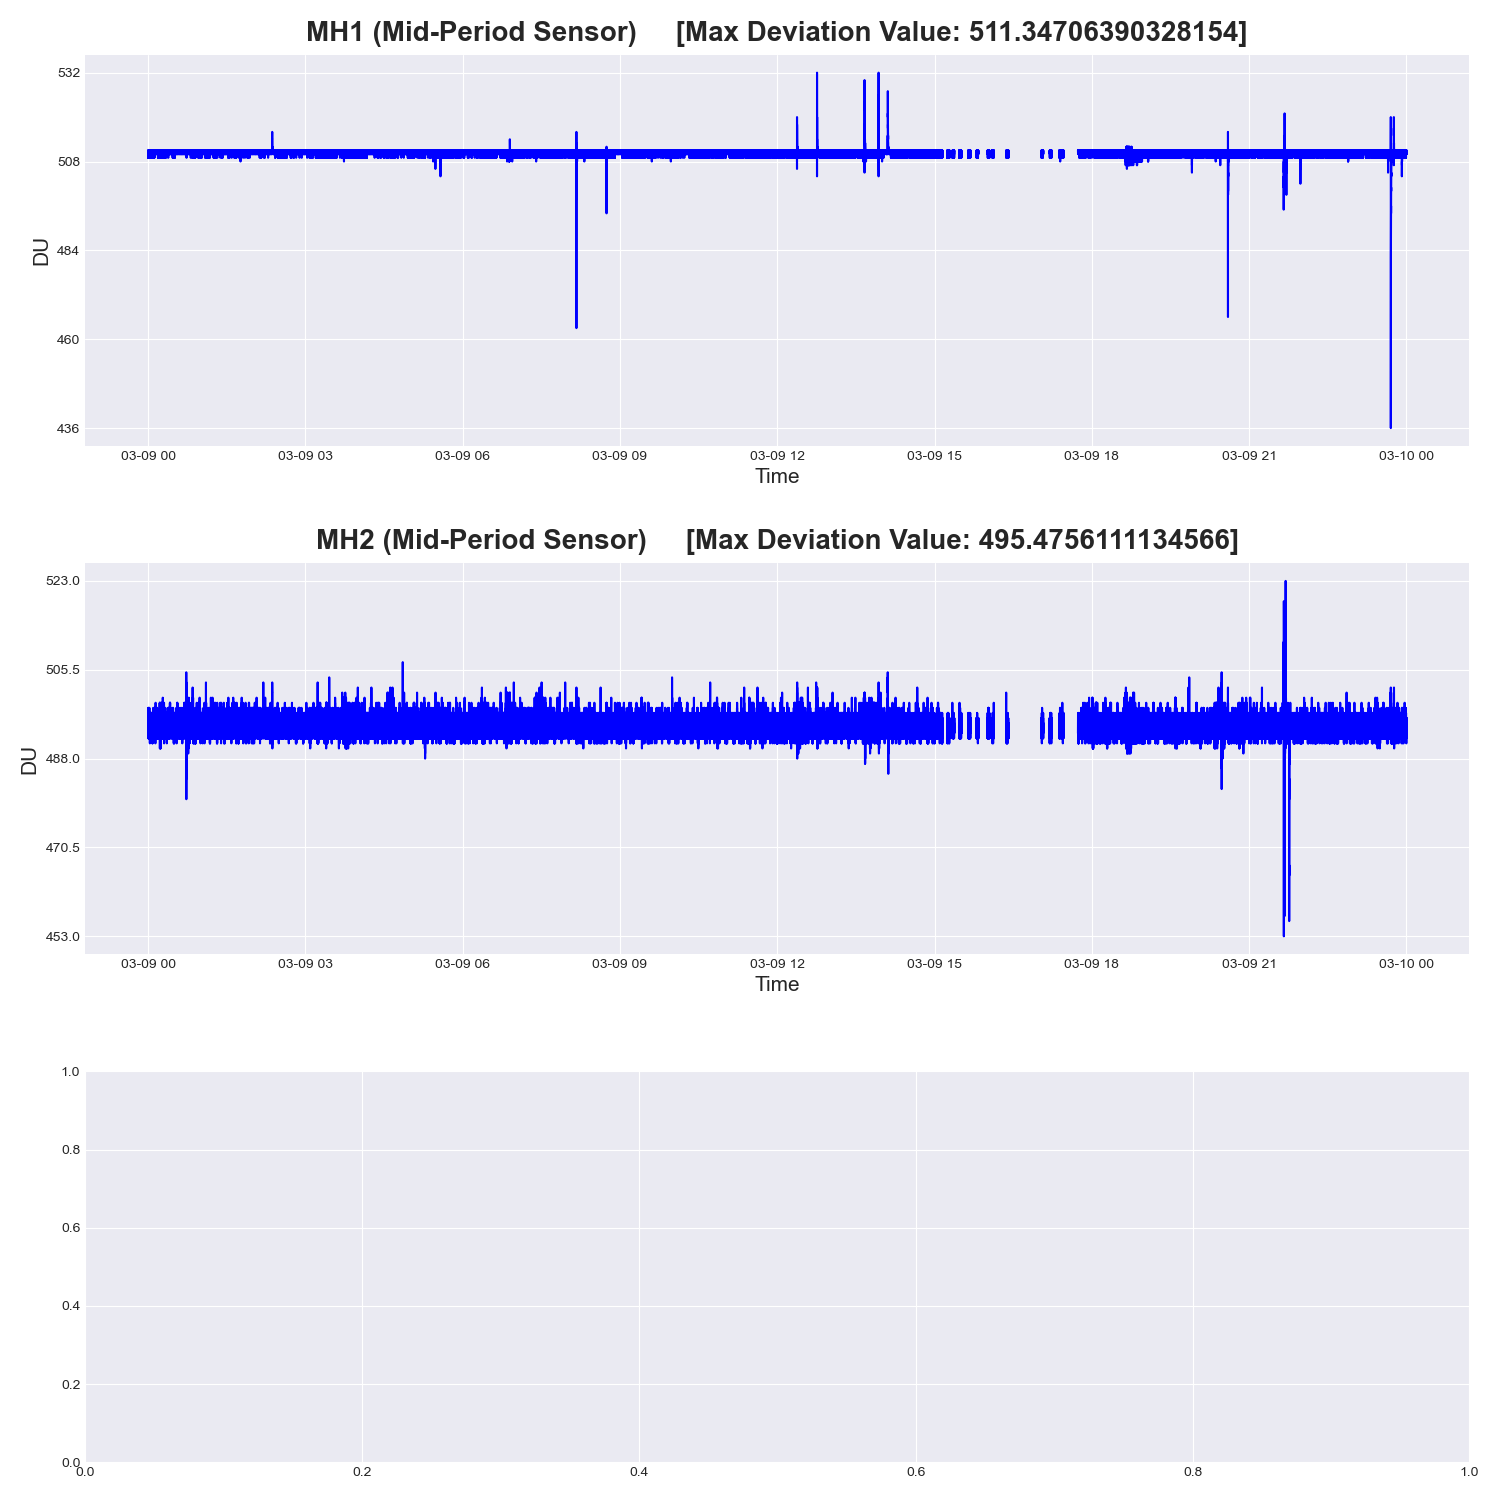 MH1 (Mid-Period Sensor) [Max Deviation Value: 511.34706390328154]
532
508
484
460
436
DU
03-09 00 03-09 03 03-09 06 03-09 09 03-09 12 03-09 15 03-09 18 03-09 21 03-10 00
Time
MH2 (Mid-Period Sensor) [Max Deviation Value: 495.4756111134566]
523.0
505.5
488.0
470.5
453.0
DU
03-09 00 03-09 03 03-09 06 03-09 09 03-09 12 03-09 15 03-09 18 03-09 21 03-10 00
Time
1.0
0.8
0.6
0.4
0.2
0.0
0.0 0.2 0.4 0.6 0.8 1.0